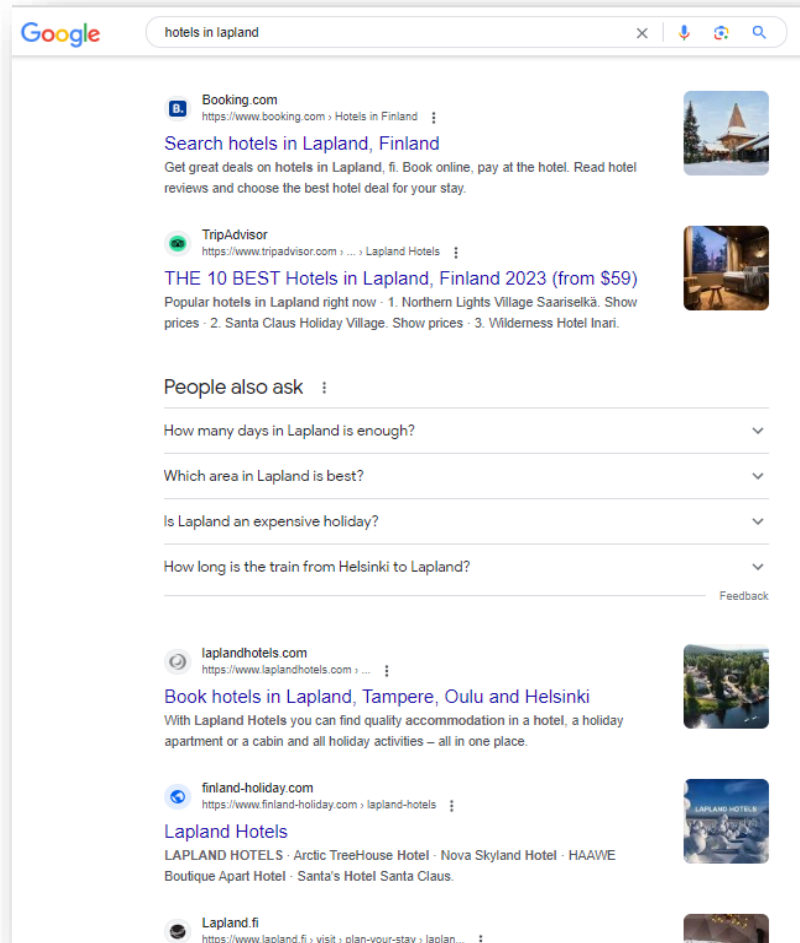 Google
hotels in lapland
Booking.com
https://www.booking.com › Hotels in Finland
Search hotels in Lapland, Finland
Get great deals on hotels in Lapland, fi. Book online, pay at the hotel. Read hotel
reviews and choose the best hotel deal for your stay.
TripAdvisor
https://www.tripadvisor.com › ... › Lapland Hotels
THE 10 BEST Hotels in Lapland, Finland 2023 (from $59)
Popular hotels in Lapland right now · 1. Northern Lights Village Saariselkä. Show
prices · 2. Santa Claus Holiday Village. Show prices · 3. Wilderness Hotel Inari.
People also ask
How many days in Lapland is enough?
Which area in Lapland is best?
Is Lapland an expensive holiday?
How long is the train from Helsinki to Lapland?
Feedback
laplandhotels.com
https://www.laplandhotels.com › ...
Book hotels in Lapland, Tampere, Oulu and Helsinki
With Lapland Hotels you can find quality accommodation in a hotel, a holiday
apartment or a cabin and all holiday activities – all in one place.
finland-holiday.com
https://www.finland-holiday.com › lapland-hotels
Lapland Hotels
LAPLAND HOTELS · Arctic TreeHouse Hotel · Nova Skyland Hotel · HAAWE
Boutique Apart Hotel · Santa's Hotel Santa Claus.
LAPLAND HOTELS
Lapland.fi
https://www.lapland.fi › visit › plan-your-stay › laplan...